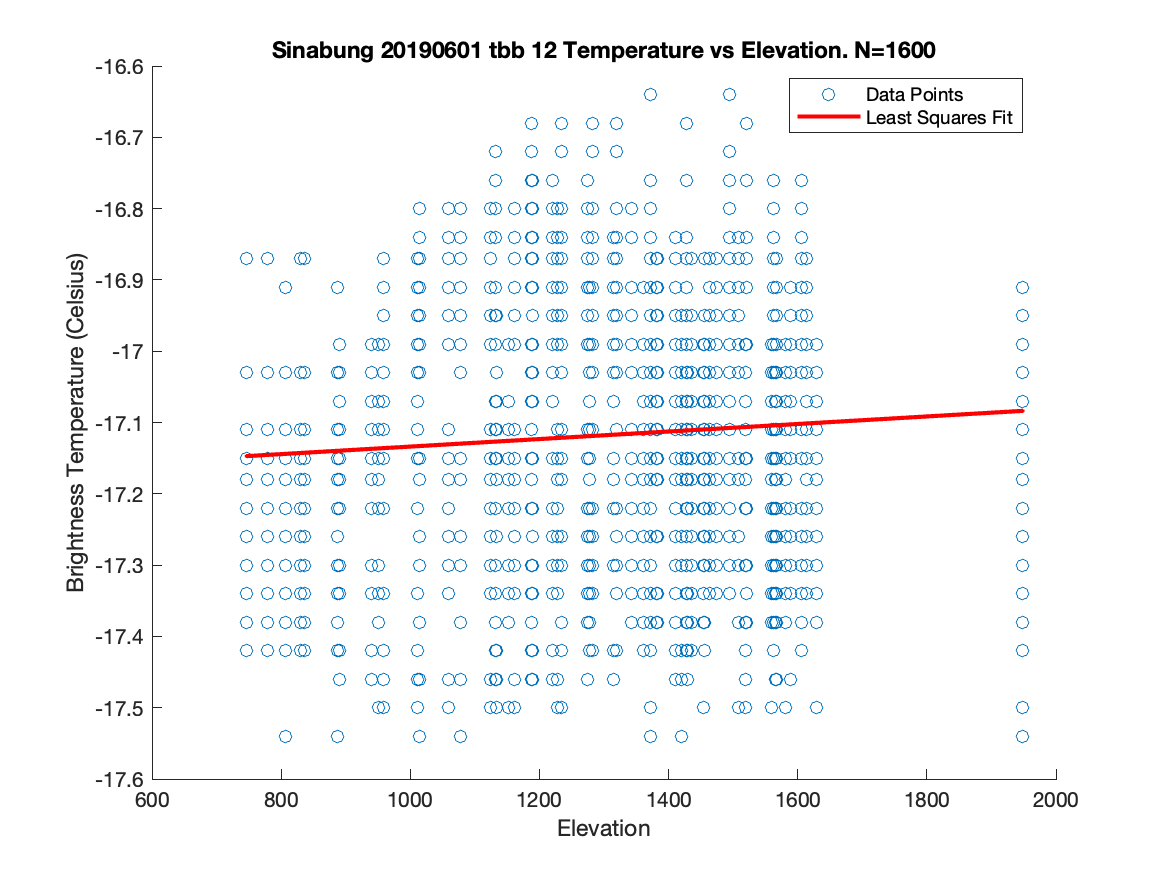 Sinabung 20190601 tbb 12 Temperature vs Elevation. N=1600
Data Points
Least Squares Fit
Brightness Temperature (Celsius)
-16.6
-16.7
-16.8
-16.9
-17
-17.1
-17.2
-17.3
-17.4
-17.5
-17.6
600 800 1000 1200 1400 1600 1800 2000
Elevation